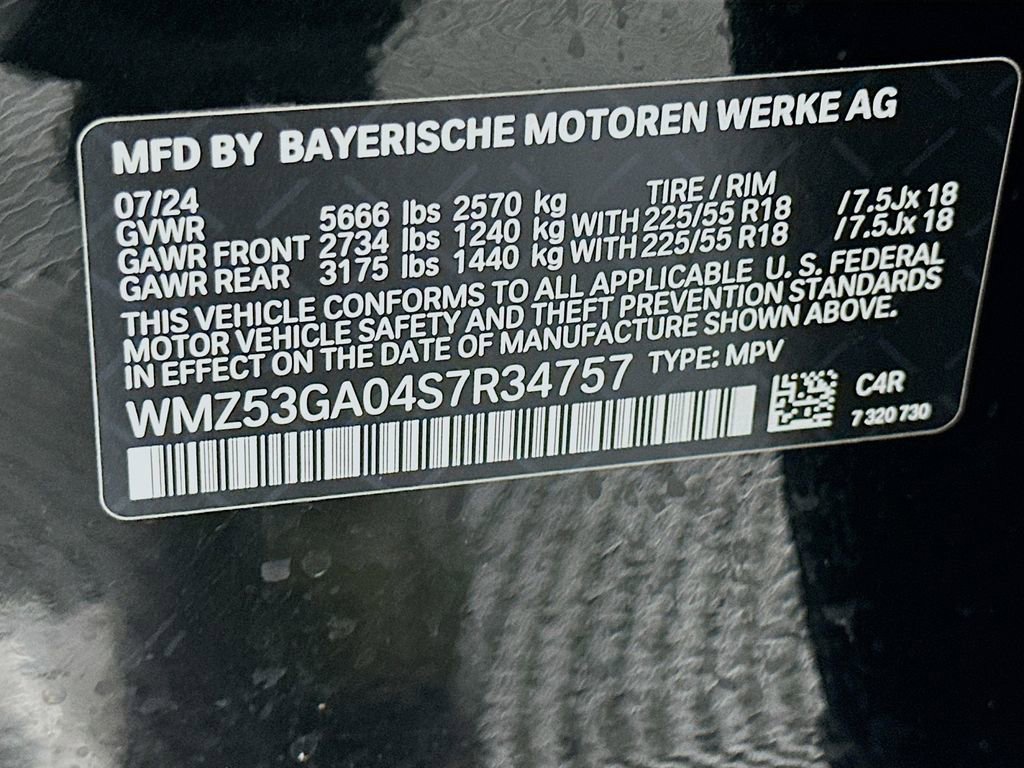 MFD BY BAYERISCHE MOTOREN WERKE AG
07/24 TIRE / RIM
GVWR 5666 lbs 2570 kg
GAWR FRONT 2734 lbs 1240 kg WITH 225/55 R18 /7.5Jx 18
GAWR REAR 3175 lbs 1440 kg WITH 225/55 R18 /7.5Jx 18
THIS VEHICLE CONFORMS TO ALL APPLICABLE U. S. FEDERAL
MOTOR VEHICLE SAFETY AND THEFT PREVENTION STANDARDS
IN EFFECT ON THE DATE OF MANUFACTURE SHOWN ABOVE.
WMZ53GA04S7R34757 TYPE: MPV
C4R
7 320 730